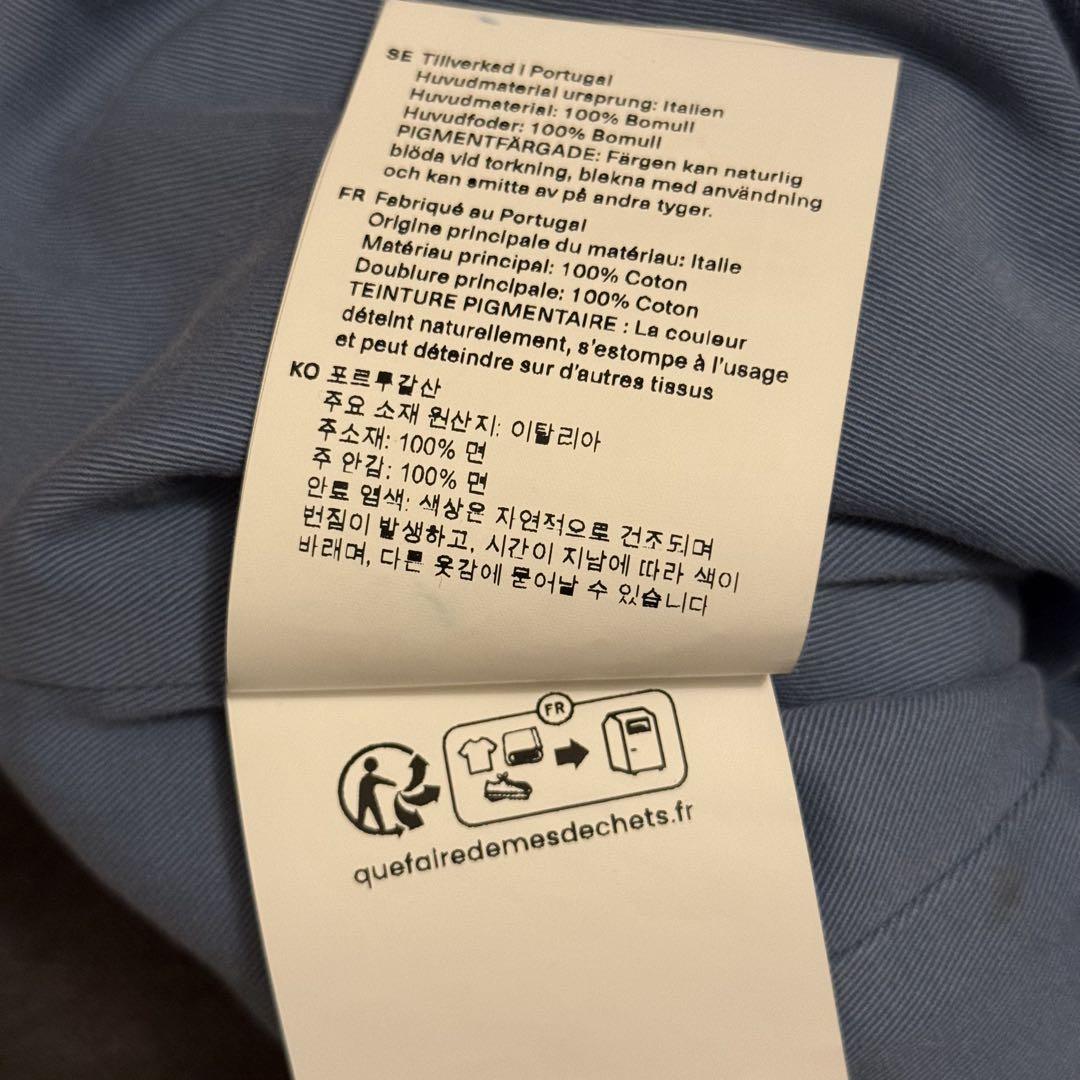 SE Tillverkad i Portugal
Huvudmaterial ursprung: Italien
Huvudmaterial: 100% Bomull
Huvudfoder: 100% Bomull
PIGMENTFÄRGADE: Färgen kan naturlig
blöda vid torkning, blekna med användning
och kan smitta av på andra tyger.
FR Fabriqué au Portugal
Origine principale du matériau: Italie
Matériau principal: 100% Coton
Doublure principale: 100% Coton
TEINTURE PIGMENTAIRE : La couleur
déteint naturellement, s'estompe à l'usage
et peut déteindre sur d'autres tissus
KO 포르투갈산
주요 소재 원산지: 이탈리아
주소재: 100% 면
주 안감: 100% 면
안료 염색: 색상은 자연적으로 건조되며
번짐이 발생하고, 시간이 지남에 따라 색이
바래며, 다른 옷감에 묻어날 수 있습니다
FR
quefairedemesdechets.fr